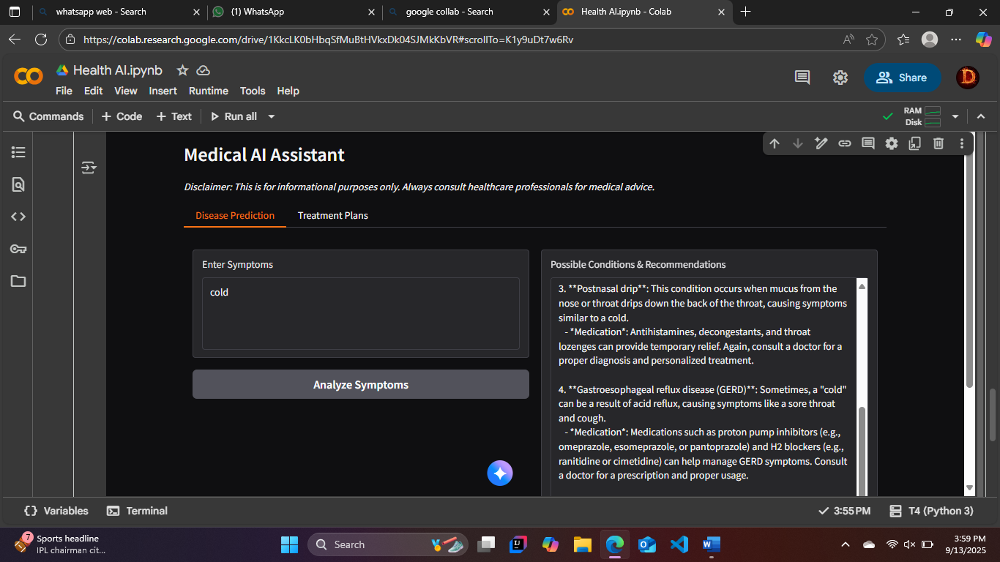 whatsapp web - Search
(1) WhatsApp
google collab - Search
Health AI.ipynb - Colab
https://colab.research.google.com/drive/1KkcLK0bHbqSfMuBtHVkxDk04SJMkKbVR#scrollTo=K1y9uDt7w6Rv
Health AI.ipynb
File Edit View Insert Runtime Tools Help
Share
D
Commands + Code + Text Run all
RAM
Disk
Medical AI Assistant
Disclaimer: This is for informational purposes only. Always consult healthcare professionals for medical advice.
Disease Prediction
Treatment Plans
Enter Symptoms
cold
Analyze Symptoms
Possible Conditions & Recommendations
3. **Postnasal drip**: This condition occurs when mucus from the
nose or throat drips down the back of the throat, causing symptoms
similar to a cold.
- *Medication*: Antihistamines, decongestants, and throat
lozenges can provide temporary relief. Again, consult a doctor for a
proper diagnosis and personalized treatment.
4. **Gastroesophageal reflux disease (GERD)**: Sometimes, a "cold"
can be a result of acid reflux, causing symptoms like a sore throat
and cough.
- *Medication*: Medications such as proton pump inhibitors (e.g.,
omeprazole, esomeprazole, or pantoprazole) and H2 blockers (e.g.,
ranitidine or cimetidine) can help manage GERD symptoms. Consult
a doctor for a prescription and proper usage.
Variables
Terminal
3:55 PM
T4 (Python 3)
7
Sports headline
IPL chairman cit...
Search
3:59 PM
9/13/2025